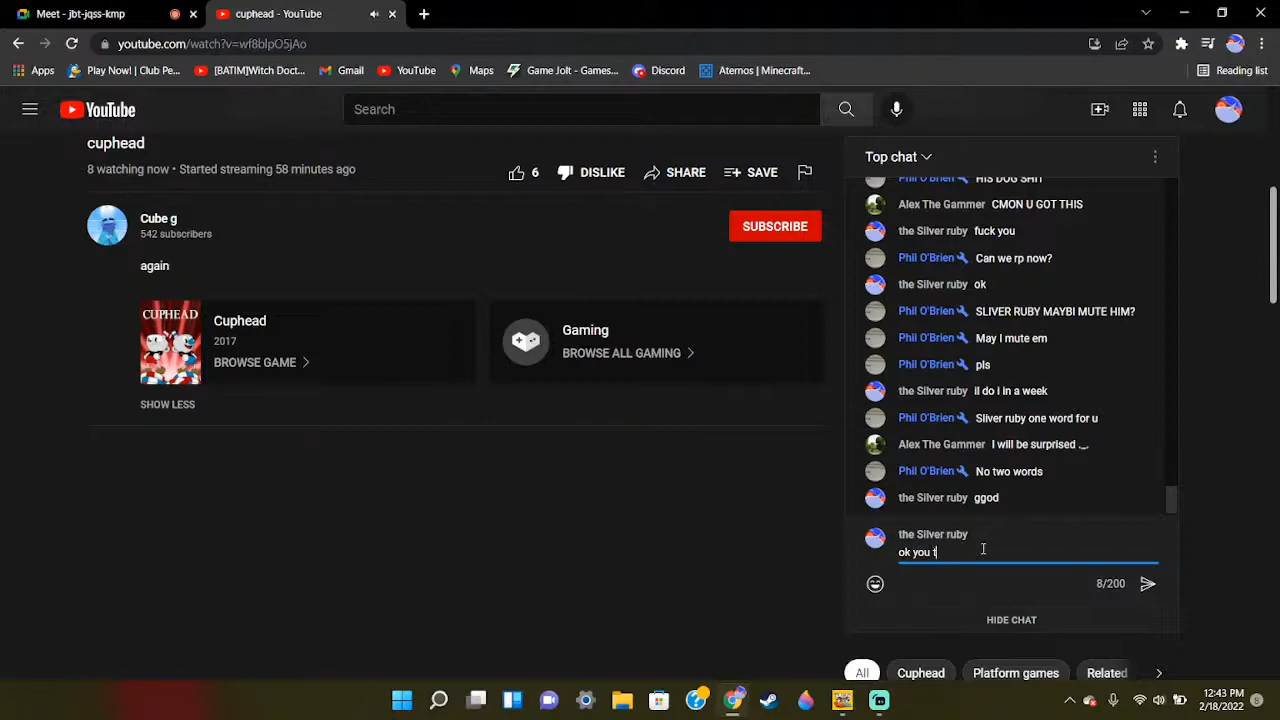 Meet - jbt-jqss-kmp
cuphead - YouTube
youtube.com/watch?v=wf8blpO5jAo
Apps
Play Now! | Club Pe...
[BATIM]Witch Doct...
Gmail
YouTube
Maps
Game Jolt - Games...
Discord
Aternos | Minecraft...
Reading list
YouTube
Search
cuphead
8 watching now • Started streaming 58 minutes ago
6
DISLIKE
SHARE
SAVE
Cube g
542 subscribers
SUBSCRIBE
again
CUPHEAD
Cuphead
2017
BROWSE GAME
Gaming
BROWSE ALL GAMING
SHOW LESS
Top chat
Phil O'Brien HIS DOG SHIT
Alex The Gammer CMON U GOT THIS
the Silver ruby fuck you
Phil O'Brien Can we rp now?
the Silver ruby ok
Phil O'Brien SLIVER RUBY MAYBI MUTE HIM?
Phil O'Brien May I mute em
Phil O'Brien pls
the Silver ruby il do i in a week
Phil O'Brien Sliver ruby one word for u
Alex The Gammer I will be surprised ._.
Phil O'Brien No two words
the Silver ruby ggod
the Silver ruby
ok you t
8/200
HIDE CHAT
All
Cuphead
Platform games
Related
12:43 PM
2/18/2022